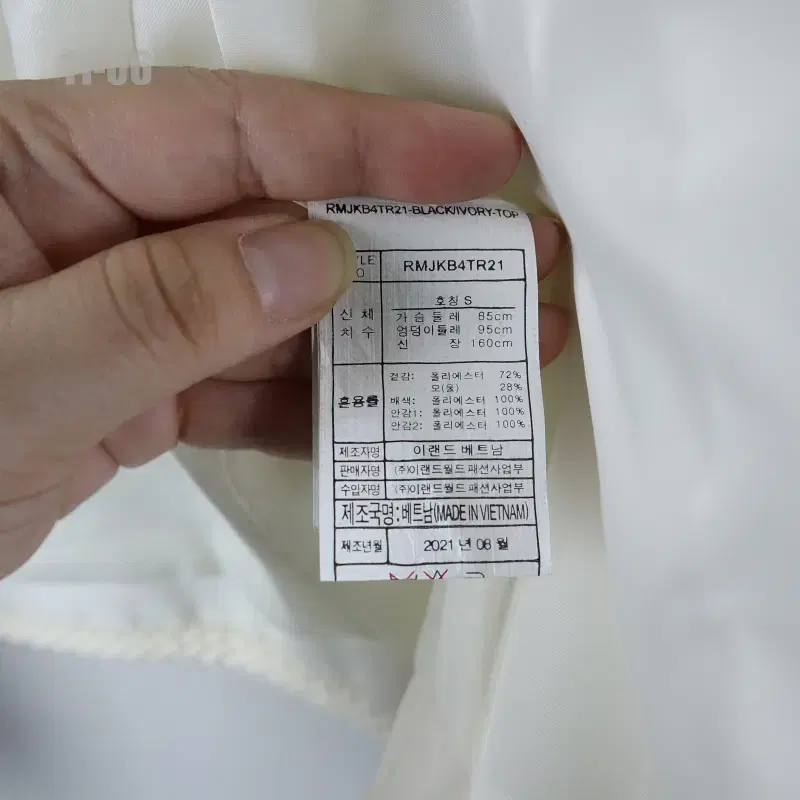 RMJKB4TR21-BLACK/IVORY-TOP
RMJKB4TR21
호칭 S
신체 치수
가슴둘레 85cm
엉덩이둘레 95cm
신장 160cm
혼용률
겉감: 폴리에스터 72%
모(울) 28%
배색: 폴리에스터 100%
안감1: 폴리에스터 100%
안감2: 폴리에스터 100%
제조자명 이랜드 베트남
판매자명 (주)이랜드월드 패션사업부
수입자명 (주)이랜드월드 패션사업부
제조국명:베트남(MADE IN VIETNAM)
제조년월 2021 년 08 월